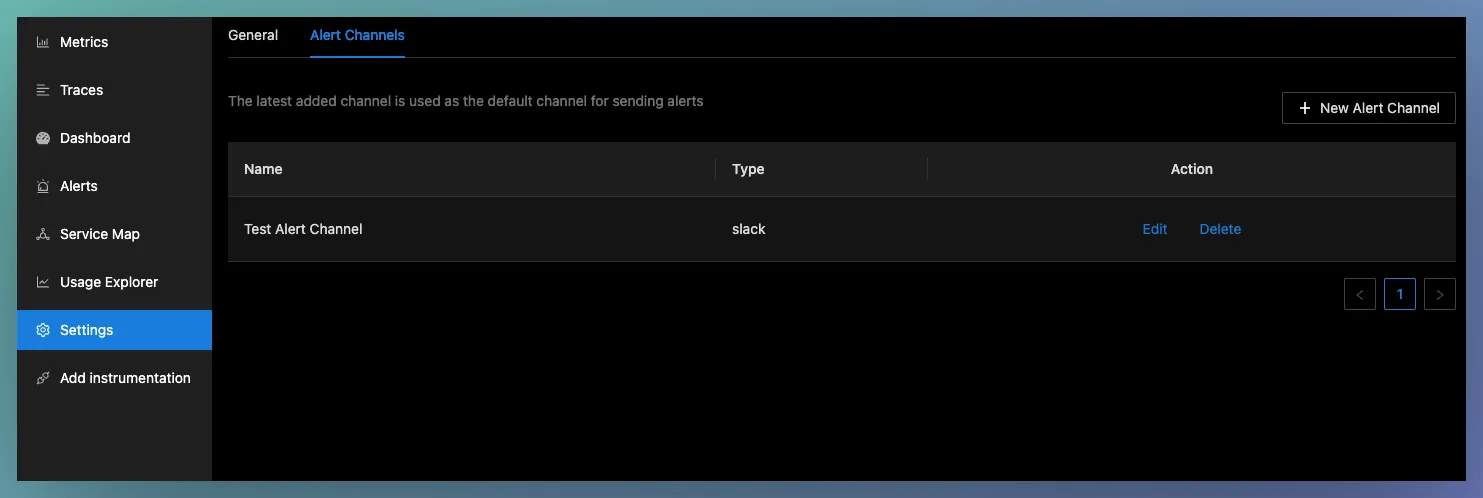 Metrics
Traces
Dashboard
Alerts
Service Map
Usage Explorer
Settings
Add instrumentation
General Alert Channels
The latest added channel is used as the default channel for sending alerts
+ New Alert Channel
Name Type Action
Test Alert Channel slack Edit Delete
< 1 >